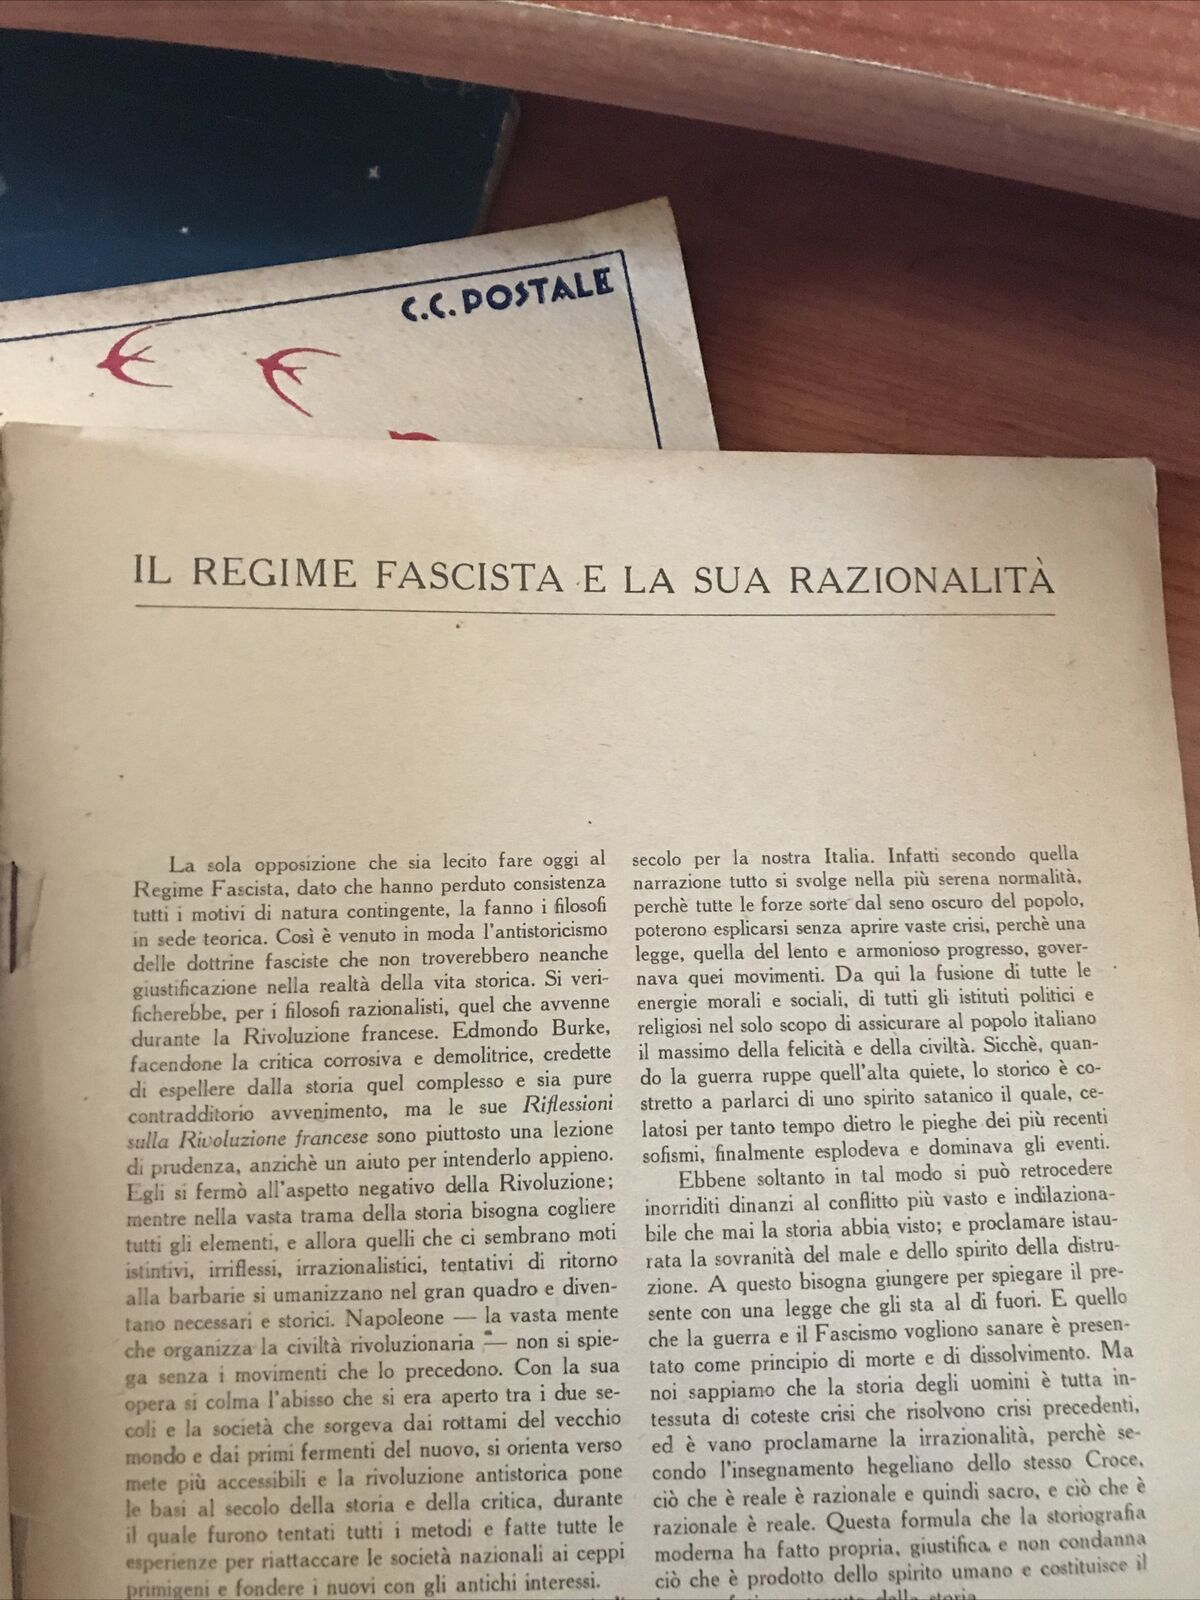 C.C. POSTALE
IL REGIME FASCISTA E LA SUA RAZIONALITÀ
La sola opposizione che sia lecito fare oggi al
Regime Fascista, dato che hanno perduto consistenza
tutti i motivi di natura contingente, la fanno i filosofi
in sede teorica. Così è venuto in moda l'antistoricismo
delle dottrine fasciste che non troverebbero neanche
giustificazione nella realtà della vita storica. Si veri-
ficherebbe, per i filosofi razionalisti, quel che avvenne
durante la Rivoluzione francese. Edmondo Burke,
facendone la critica corrosiva e demolitrice, credette
di espellere dalla storia quel complesso e sia pure
contradditorio avvenimento, ma le sue Riflessioni
sulla Rivoluzione francese sono piuttosto una lezione
di prudenza, anzichè un aiuto per intenderlo appieno.
Egli si fermò all'aspetto negativo della Rivoluzione;
mentre nella vasta trama della storia bisogna cogliere
tutti gli elementi, e allora quelli che ci sembrano moti
istintivi, irriflessi, irrazionalistici, tentativi di ritorno
alla barbarie si umanizzano nel gran quadro e diven-
tano necessari e storici. Napoleone — la vasta mente
che organizza la civiltà rivoluzionaria — non si spie-
ga senza i movimenti che lo precedono. Con la sua
opera si colma l'abisso che si era aperto tra i due se-
coli e la società che sorgeva dai rottami del vecchio
mondo e dai primi fermenti del nuovo, si orienta verso
mete più accessibili e la rivoluzione antistorica pone
le basi al secolo della storia e della critica, durante
il quale furono tentati tutti i metodi e fatte tutte le
esperienze per riattaccare le società nazionali ai ceppi
primigeni e fondere i nuovi con gli antichi interessi.
secolo per la nostra Italia. Infatti secondo quella
narrazione tutto si svolge nella più serena normalità,
perchè tutte le forze sorte dal seno oscuro del popolo,
poterono esplicarsi senza aprire vaste crisi, perchè una
legge, quella del lento e armonioso progresso, gover-
nava quei movimenti. Da qui la fusione di tutte le
energie morali e sociali, di tutti gli istituti politici e
religiosi nel solo scopo di assicurare al popolo italiano
il massimo della felicità e della civiltà. Sicchè, quan-
do la guerra ruppe quell'alta quiete, lo storico è co-
stretto a parlarci di uno spirito satanico il quale, ce-
latosi per tanto tempo dietro le pieghe dei più recenti
sofismi, finalmente esplodeva e dominava gli eventi.
Ebbene soltanto in tal modo si può retrocedere
inorriditi dinanzi al conflitto più vasto e indilaziona-
bile che mai la storia abbia visto; e proclamare istau-
rata la sovranità del male e dello spirito della distru-
zione. A questo bisogna giungere per spiegare il pre-
sente con una legge che gli sta al di fuori. E quello
che la guerra e il Fascismo vogliono sanare è presen-
tato come principio di morte e di dissolvimento. Ma
noi sappiamo che la storia degli uomini è tutta in-
tessuta di coteste crisi che risolvono crisi precedenti,
ed è vano proclamarne la irrazionalità, perchè se-
condo l'insegnamento hegeliano dello stesso Croce,
ciò che è reale è razionale e quindi sacro, e ciò che è
razionale è reale. Questa formula che la storiografia
moderna ha fatto propria, giustifica e non condanna
ciò che è prodotto dello spirito umano e costituisce il